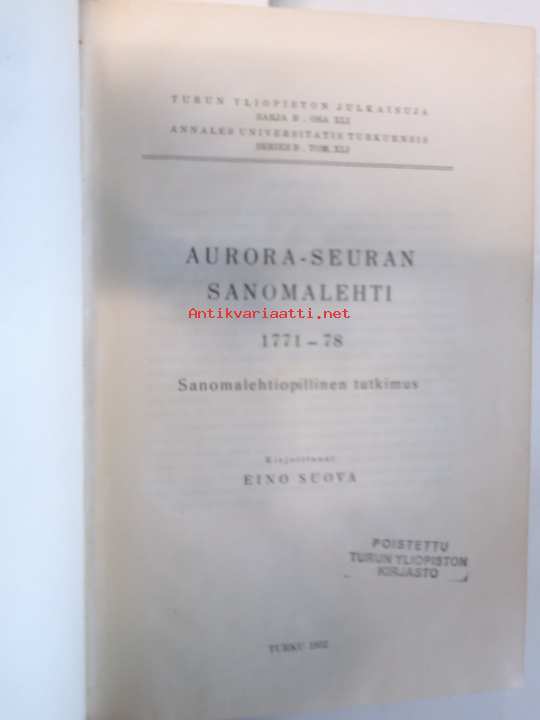 TURUN YLIOPISTON JULKAISUJA
SARJA B. OSA XLI
ANNALES UNIVERSITATIS TURKUENSIS
SERIES B. TOM. XLI
AURORA-SEURAN
SANOMALEHTI
Antikvariaatti.net
1771–78
Sanomalehtiopillinen tutkimus
Kirjoittanut
EINO SUOVA
POISTETTU
TURUN YLIOPISTON
KIRJASTO
TURKU 1952